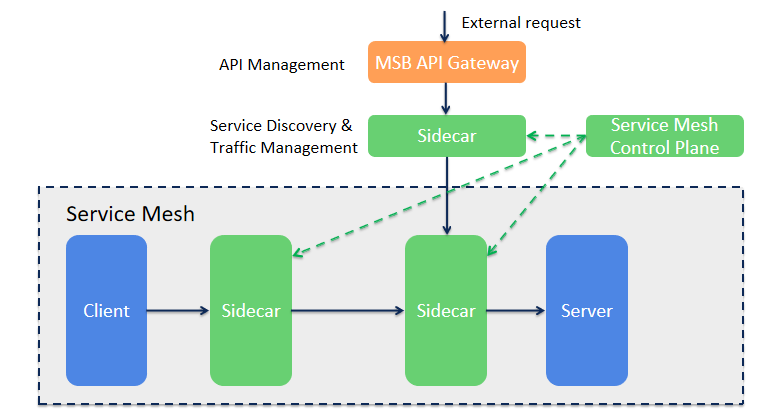 External request
API Management
MSB API Gateway
Service Discovery &
Traffic Management
Sidecar
Service Mesh
Control Plane
Service Mesh
Client
Sidecar
Sidecar
Server